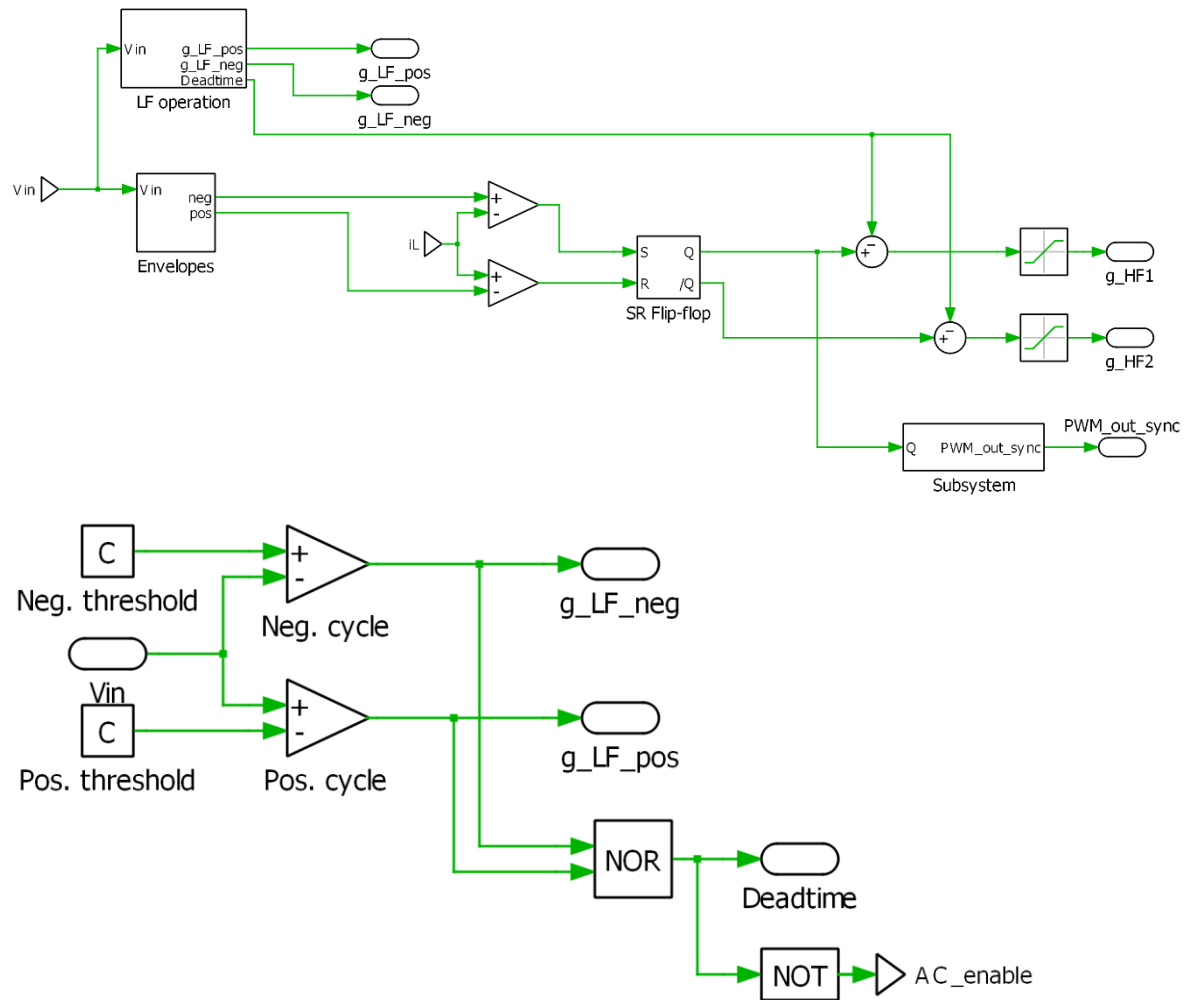 Vin
g_LF_pos
g_LF_neg
Deadtime
LF operation
g_LF_pos
g_LF_neg
Vin
Vin
neg
pos
Envelopes
iL
+
-
+
-
S
Q
R
/Q
SR Flip-flop
+
-
+
-
g_HF1
g_HF2
Q
PWM_out_sync
Subsystem
PWM_out_sync
C
Neg. threshold
+
-
Neg. cycle
g_LF_neg
Vin
C
Pos. threshold
+
-
Pos. cycle
g_LF_pos
NOR
Deadtime
NOT
AC_enable